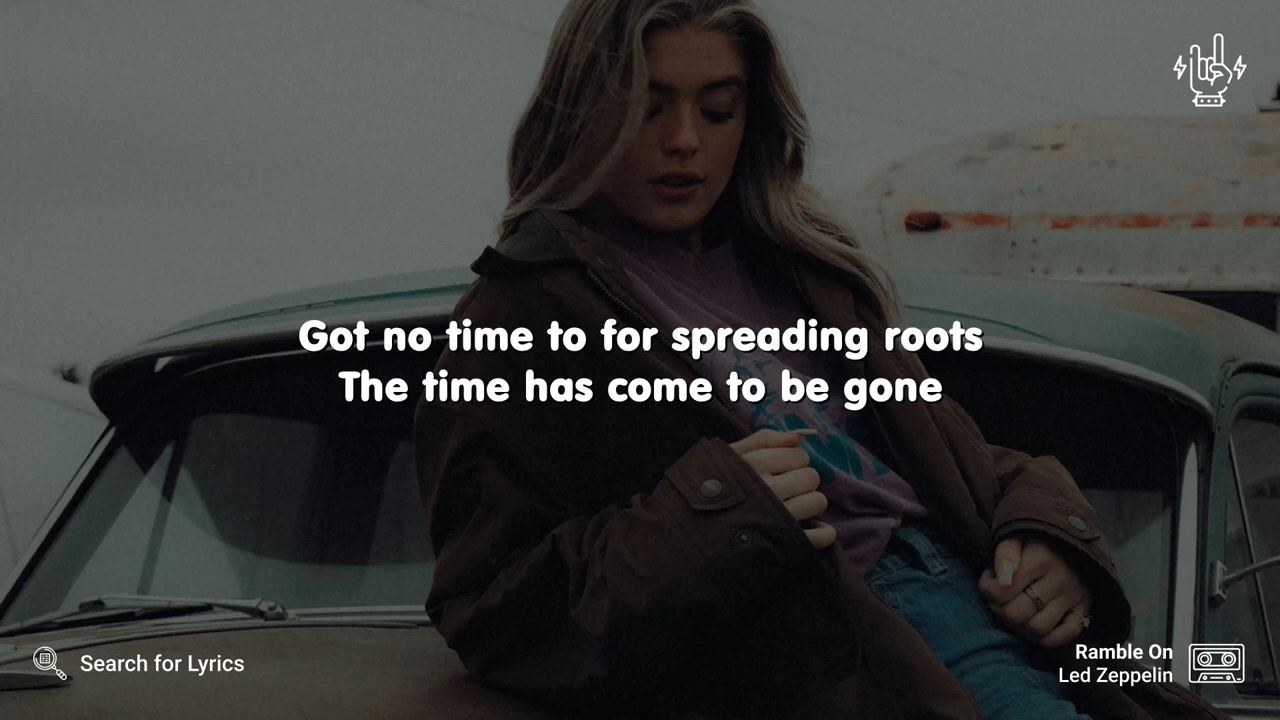 Got no time to for spreading roots
The time has come to be gone
Search for Lyrics
Ramble On
Led Zeppelin